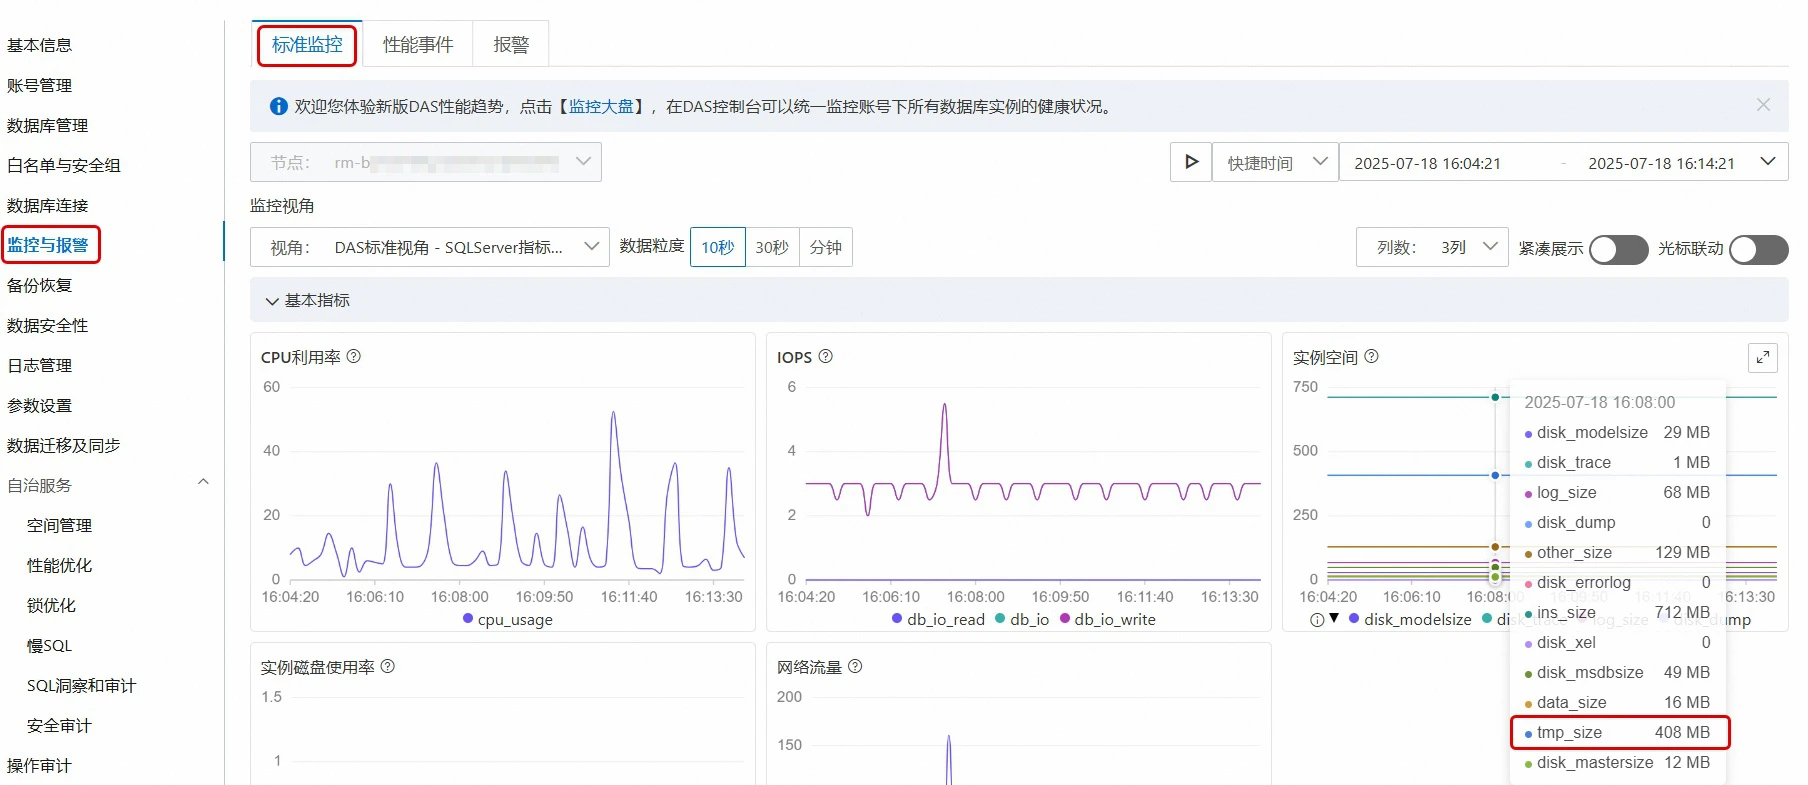 基本信息
账号管理
数据库管理
白名单与安全组
数据库连接
监控与报警
备份恢复
数据安全性
日志管理
参数设置
数据迁移及同步
自治服务
空间管理
性能优化
锁优化
慢SQL
SQL洞察和审计
安全审计
操作审计
标准监控 性能事件 报警
欢迎您体验新版DAS性能趋势，点击【监控大盘】，在DAS控制台可以统一监控账号下所有数据库实例的健康状况。
节点： rm-b 快捷时间 2025-07-18 16:04:21 - 2025-07-18 16:14:21
监控视角
视角： DAS标准视角 - SQLServer指标... 数据粒度 10秒 30秒 分钟 列数： 3列 紧凑展示 光标联动
基本指标
CPU利用率
60
40
20
0
16:04:20 16:06:10 16:08:00 16:09:50 16:11:40 16:13:30
cpu_usage
IOPS
6
4
2
0
16:04:20 16:06:10 16:08:00 16:09:50 16:11:40 16:13:30
db_io_read db_io db_io_write
实例空间
750
500
250
0
16:04:20 16:06:10 16:08:00 16:09:50 16:11:40 16:13:30
disk_modelsize disk_trace log_size disk_dump
2025-07-18 16:08:00
disk_modelsize 29 MB
disk_trace 1 MB
log_size 68 MB
disk_dump 0
other_size 129 MB
disk_errorlog 0
ins_size 712 MB
disk_xel 0
disk_msdbsize 49 MB
data_size 16 MB
tmp_size 408 MB
disk_mastersize 12 MB
实例磁盘使用率
1.5
1
网络流量
200
150